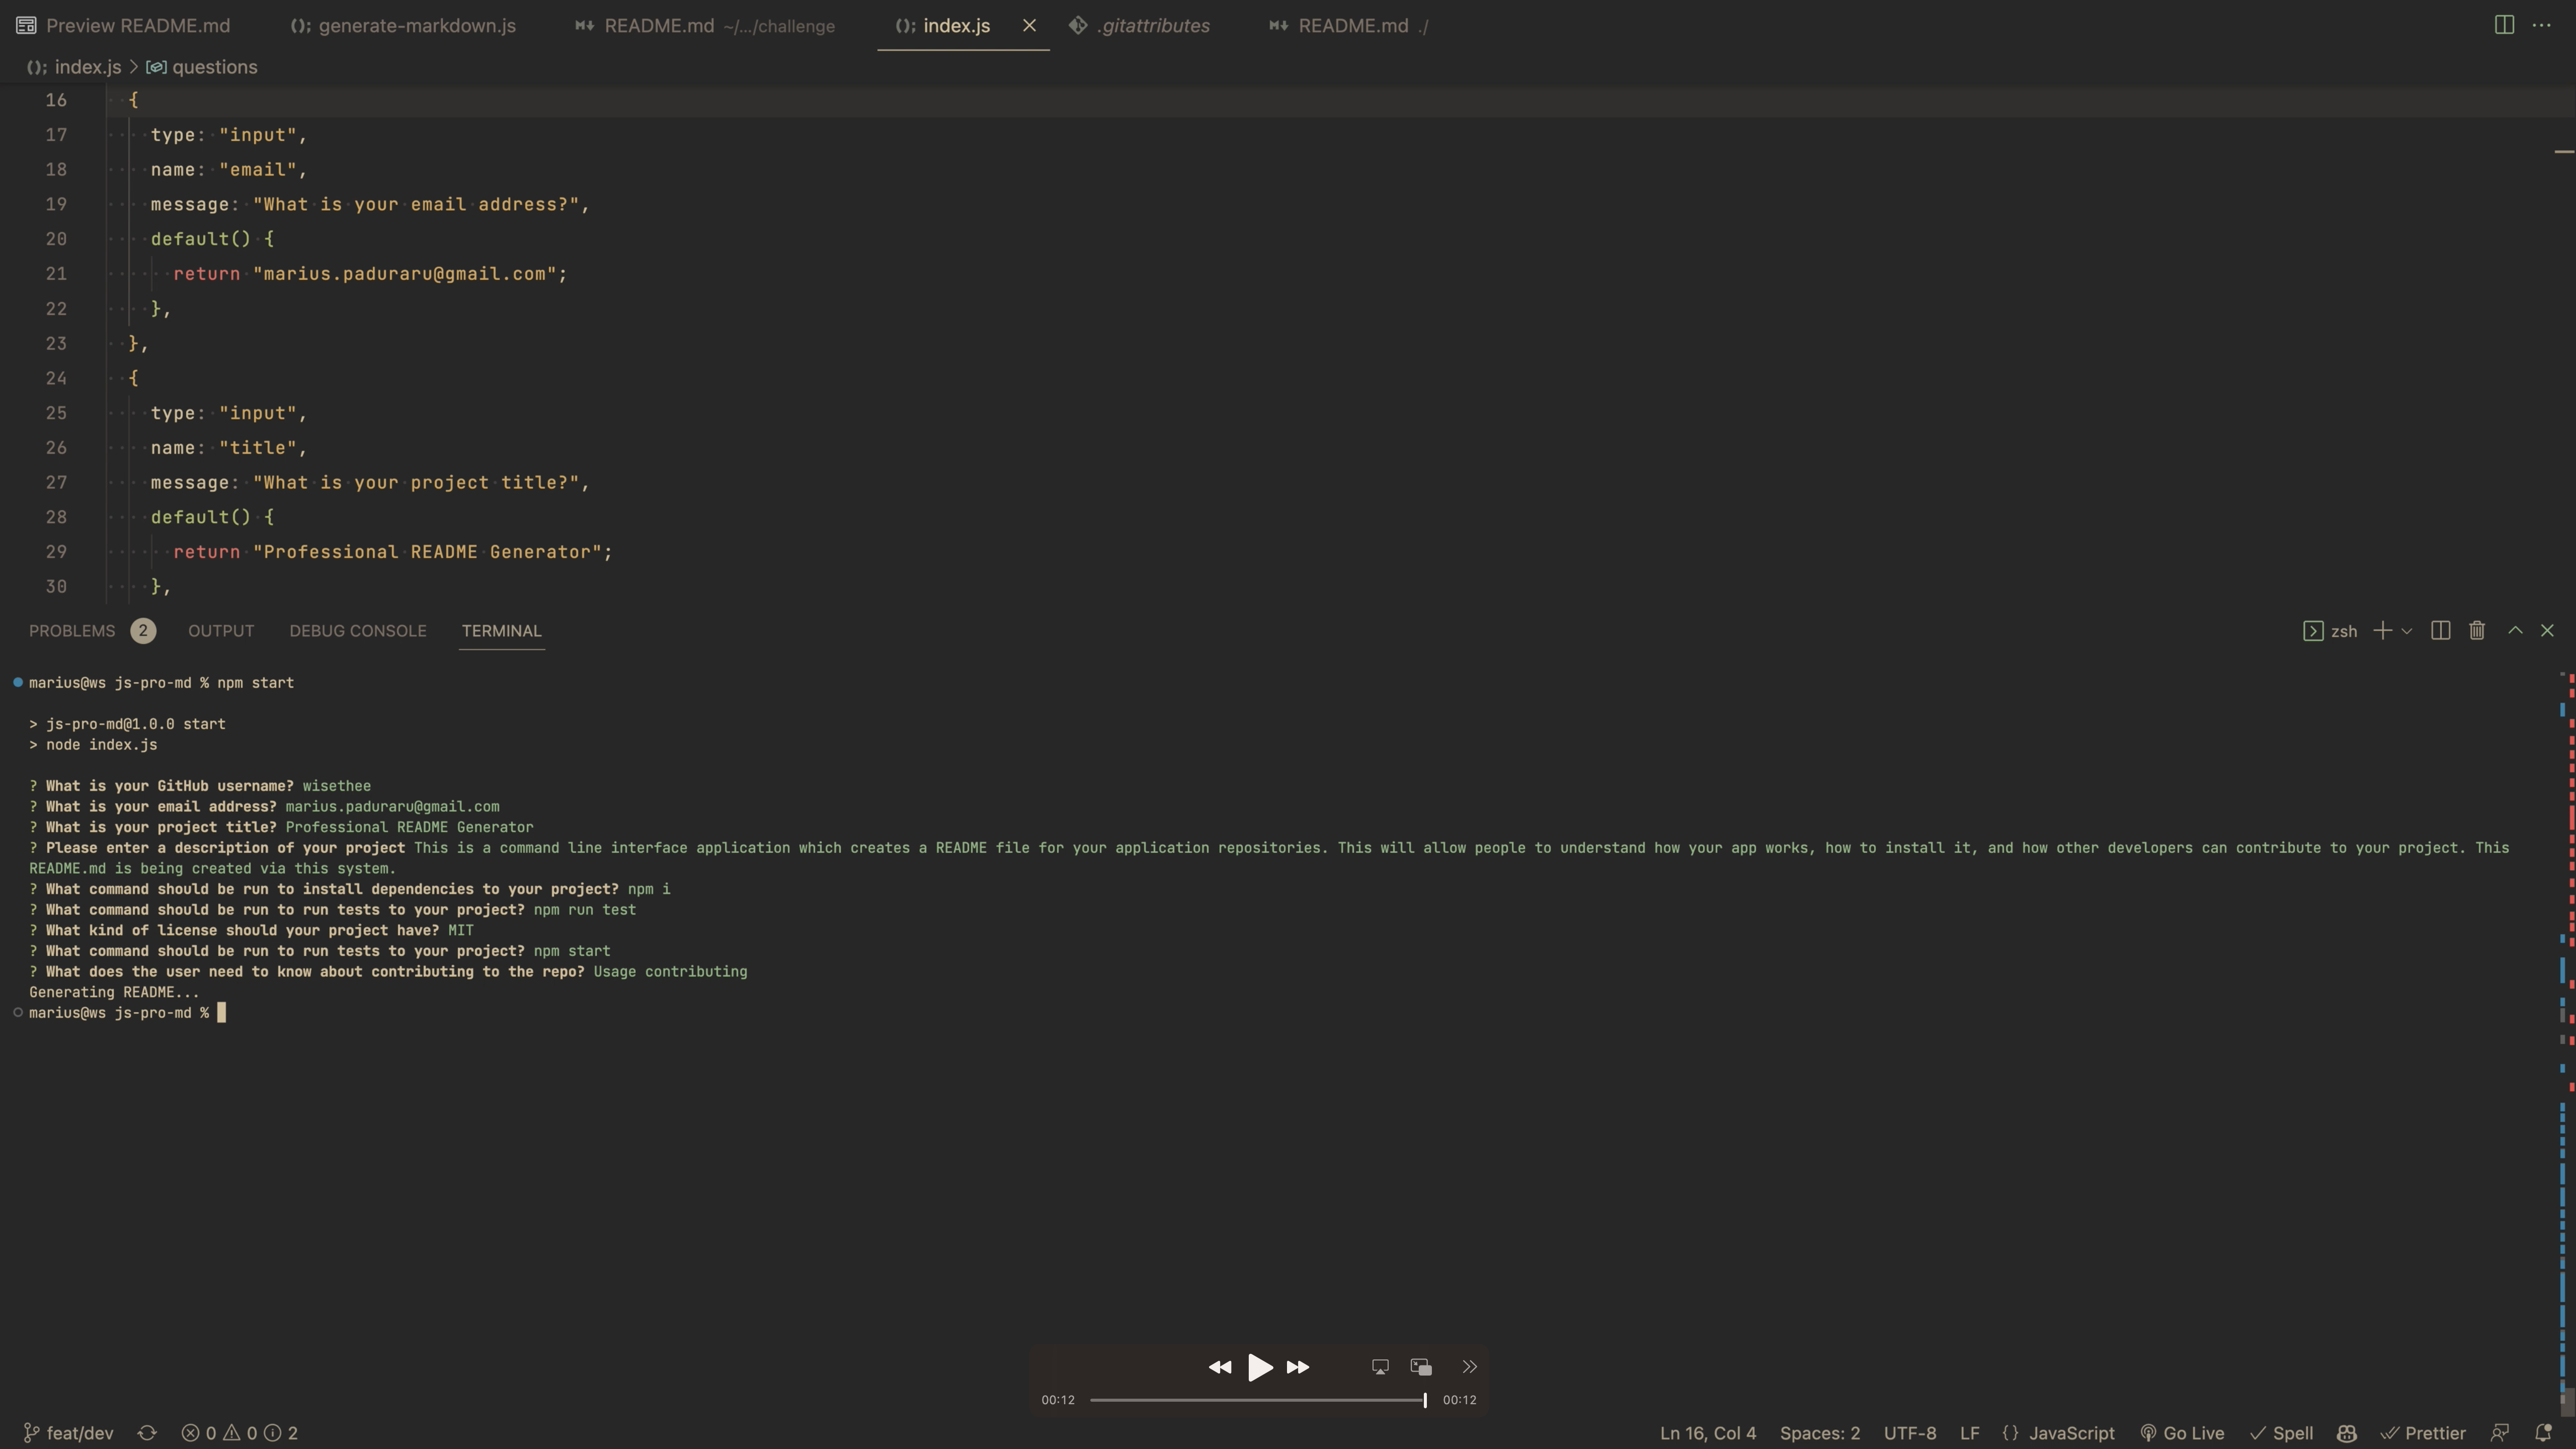 Preview README.md generate-markdown.js README.md ~/.../challenge index.js .gitattributes README.md ./
index.js > questions
16 {
17 type: "input",
18 name: "email",
19 message: "What is your email address?",
20 default() {
21 return "marius.paduraru@gmail.com";
22 },
23 },
24 {
25 type: "input",
26 name: "title",
27 message: "What is your project title?",
28 default() {
29 return "Professional README Generator";
30 },
PROBLEMS 2 OUTPUT DEBUG CONSOLE TERMINAL zsh
marius@ws js-pro-md % npm start
> js-pro-md@1.0.0 start
> node index.js
? What is your GitHub username? wisethee
? What is your email address? marius.paduraru@gmail.com
? What is your project title? Professional README Generator
? Please enter a description of your project This is a command line interface application which creates a README file for your application repositories. This will allow people to understand how your app works, how to install it, and how other developers can contribute to your project. This
README.md is being created via this system.
? What command should be run to install dependencies to your project? npm i
? What command should be run to run tests to your project? npm run test
? What kind of license should your project have? MIT
? What command should be run to run tests to your project? npm start
? What does the user need to know about contributing to the repo? Usage contributing
Generating README...
marius@ws js-pro-md %
00:12 00:12
feat/dev 0 0 2 Ln 16, Col 4 Spaces: 2 UTF-8 LF {} JavaScript Go Live Spell Prettier